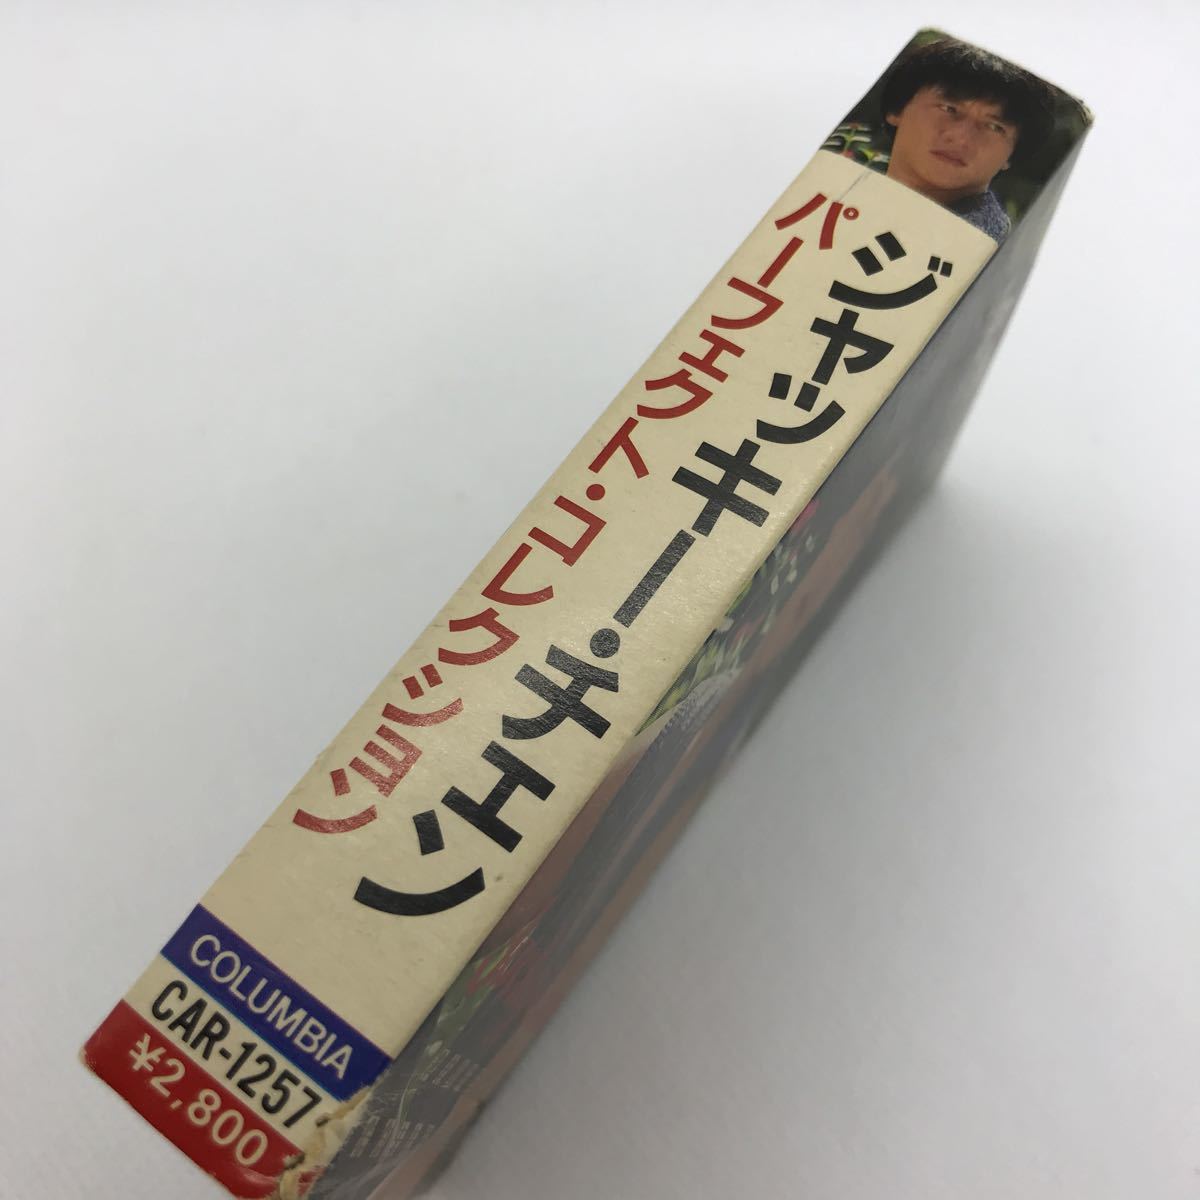 ジャッキー・チェン
パーフェクト・コレクション
COLUMBIA
CAR-1257
¥2,800